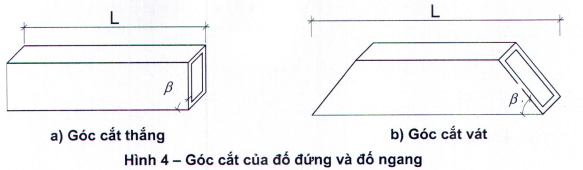 L
L
β
β
a) Góc cắt thẳng
b) Góc cắt vát
Hình 4 – Góc cắt của đố đứng và đố ngang